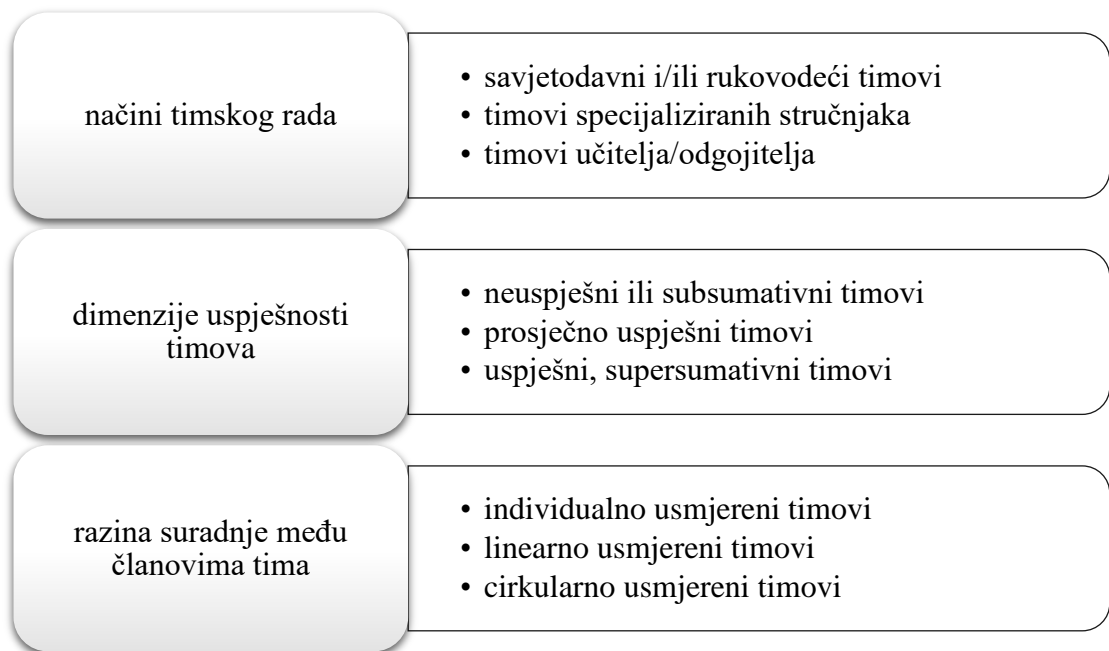 načini timskog rada
• savjetodavni i/ili rukovodeći timovi
• timovi specijaliziranih stručnjaka
• timovi učitelja/odgojitelja
dimenzije uspješnosti
timova
• neuspješni ili subsumativni timovi
• prosječno uspješni timovi
• uspješni, supersumativni timovi
razina suradnje među
članovima tima
• individualno usmjereni timovi
• linearno usmjereni timovi
• cirkularno usmjereni timovi